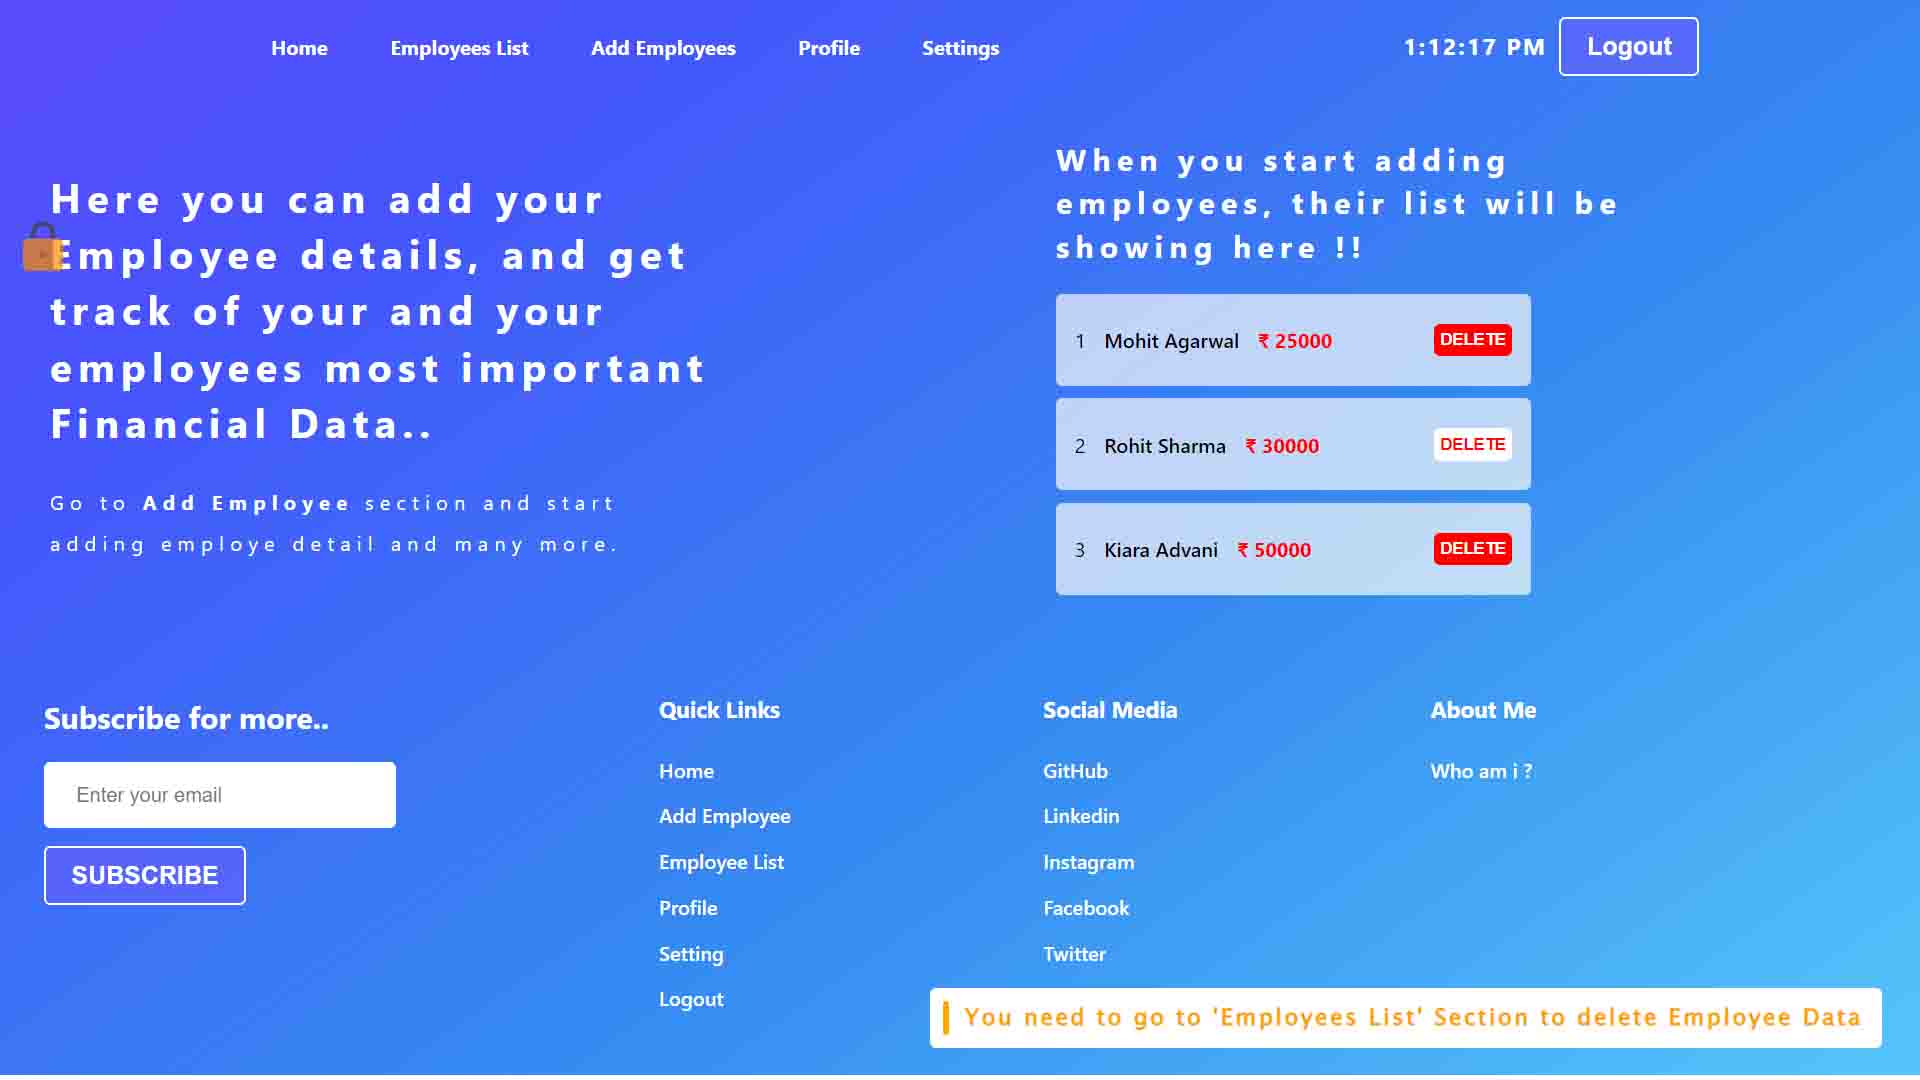 Home Employees List Add Employees Profile Settings 1:12:17 PM Logout
Here you can add your
Employee details, and get
track of your and your
employees most important
Financial Data..
Go to Add Employee section and start
adding employe detail and many more.
When you start adding
employees, their list will be
showing here !!
1 Mohit Agarwal ₹ 25000 DELETE
2 Rohit Sharma ₹ 30000 DELETE
3 Kiara Advani ₹ 50000 DELETE
Subscribe for more..
Enter your email
SUBSCRIBE
Quick Links
Home
Add Employee
Employee List
Profile
Setting
Logout
Social Media
GitHub
Linkedin
Instagram
Facebook
Twitter
About Me
Who am i ?
You need to go to 'Employees List' Section to delete Employee Data